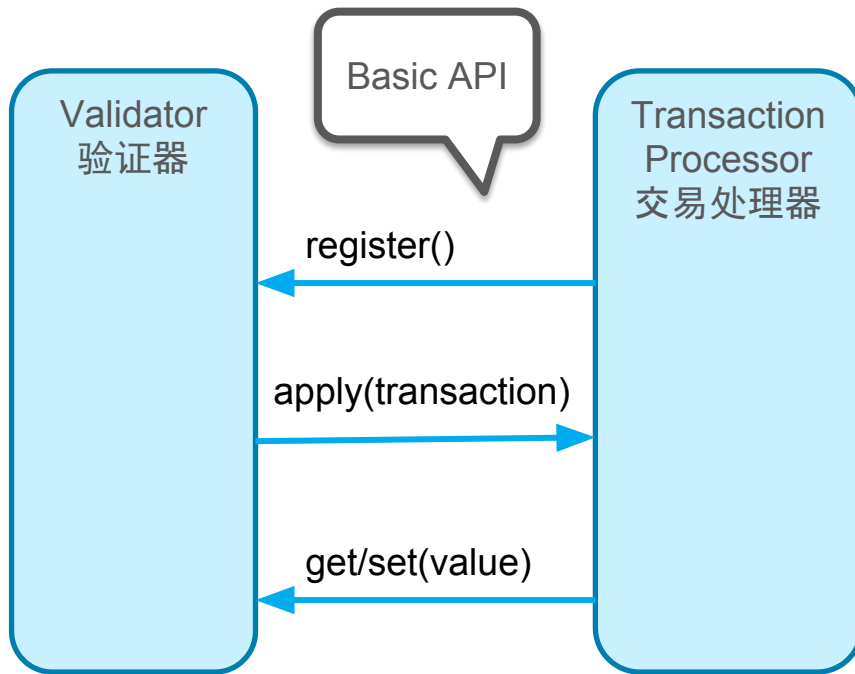 Basic API
Validator
验证器
Transaction
Processor
交易处理器
register()
apply(transaction)
get/set(value)